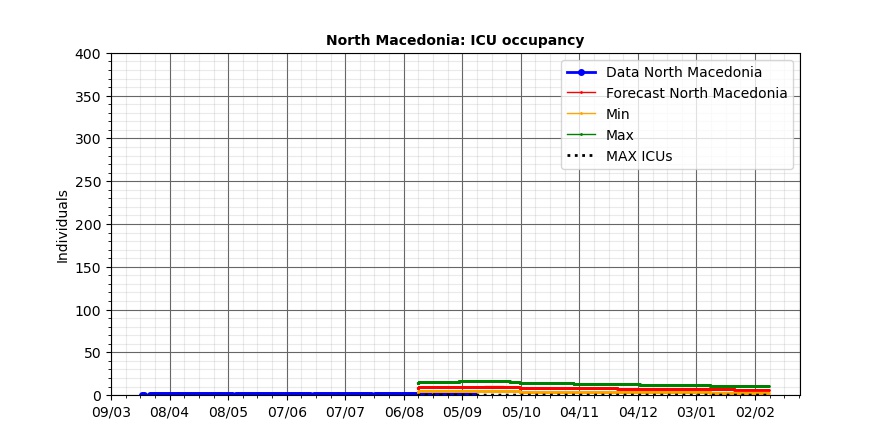 North Macedonia: ICU occupancy
Individuals
400
350
300
250
200
150
100
50
0
Data North Macedonia
Forecast North Macedonia
Min
Max
MAX ICUs
09/03 08/04 08/05 07/06 07/07 06/08 05/09 05/10 04/11 04/12 03/01 02/02